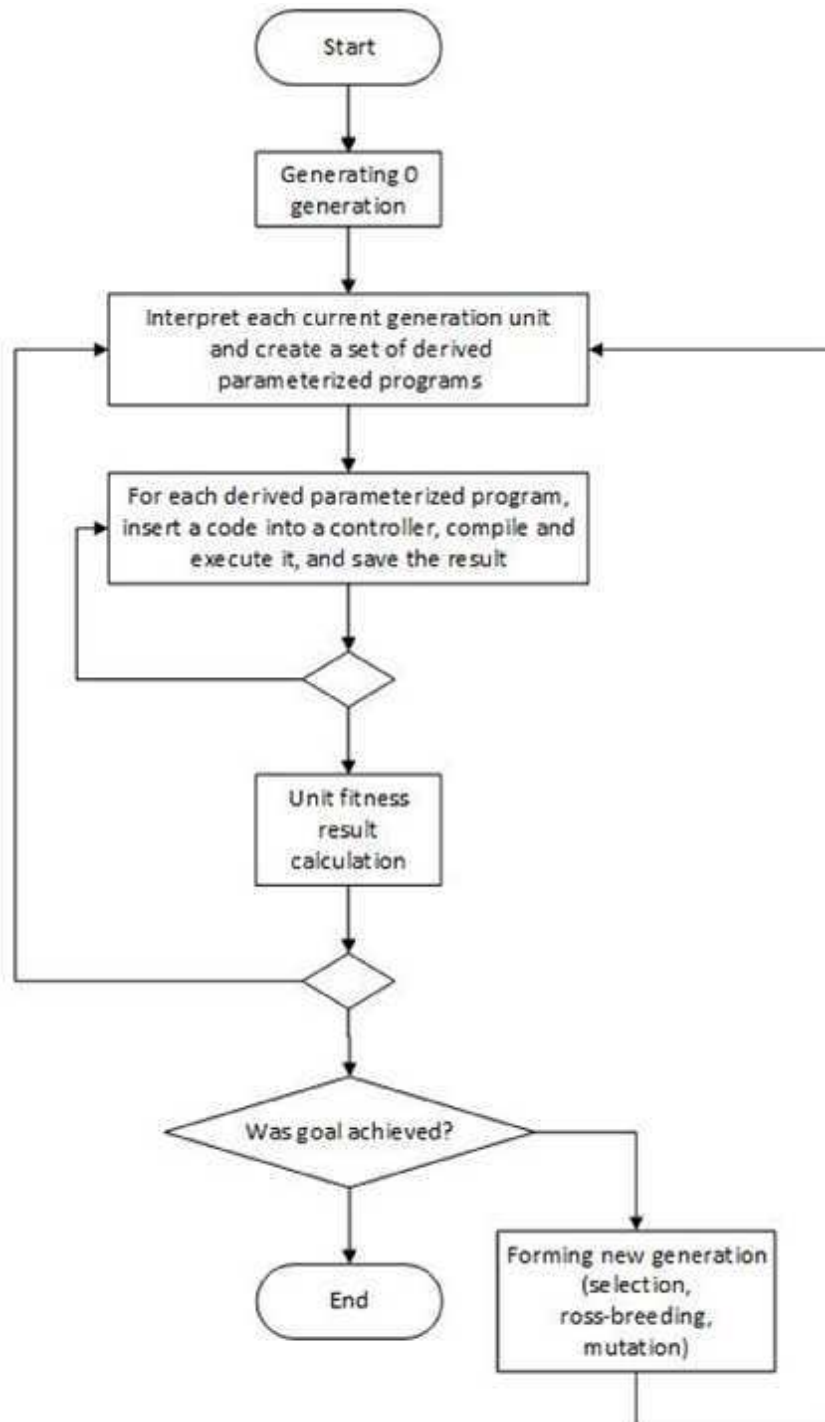 Start
Generating 0
generation
Interpret each current generation unit
and create a set of derived
parameterized programs
For each derived parameterized program,
insert a code into a controller, compile and
execute it, and save the result
Unit fitness
result
calculation
Was goal achieved?
End
Forming new generation
(selection,
ross-breeding,
mutation)